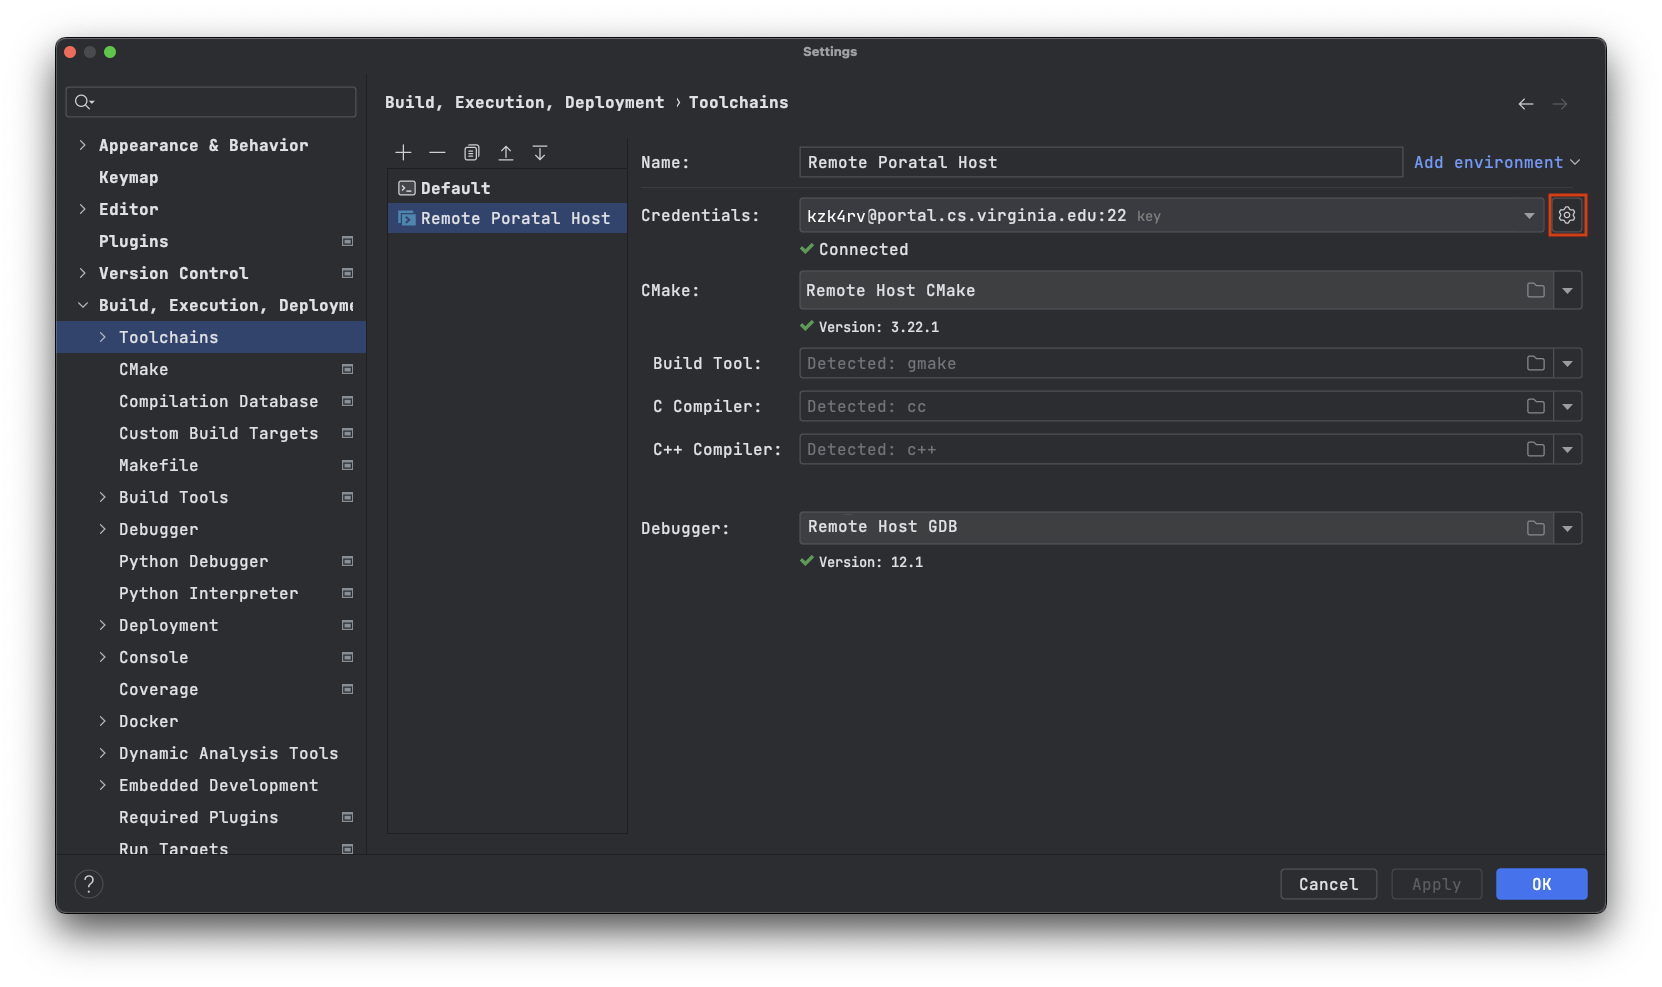 Settings
Appearance & Behavior
Keymap
Editor
Plugins
Version Control
Build, Execution, Deployme
Toolchains
CMake
Compilation Database
Custom Build Targets
Makefile
Build Tools
Debugger
Python Debugger
Python Interpreter
Deployment
Console
Coverage
Docker
Dynamic Analysis Tools
Embedded Development
Required Plugins
Run Targets
Build, Execution, Deployment › Toolchains
Default
Remote Poratal Host
Name: Remote Poratal Host Add environment
Credentials: kzk4rv@portal.cs.virginia.edu:22 key
Connected
CMake: Remote Host CMake
Version: 3.22.1
Build Tool: Detected: gmake
C Compiler: Detected: cc
C++ Compiler: Detected: c++
Debugger: Remote Host GDB
Version: 12.1
? Cancel Apply OK